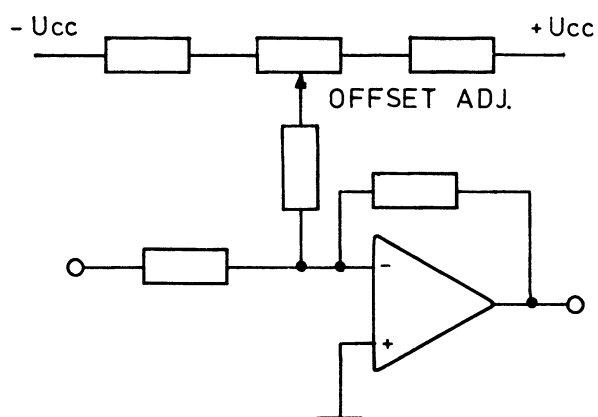 - Ucc
+ Ucc
OFFSET ADJ.
-
+